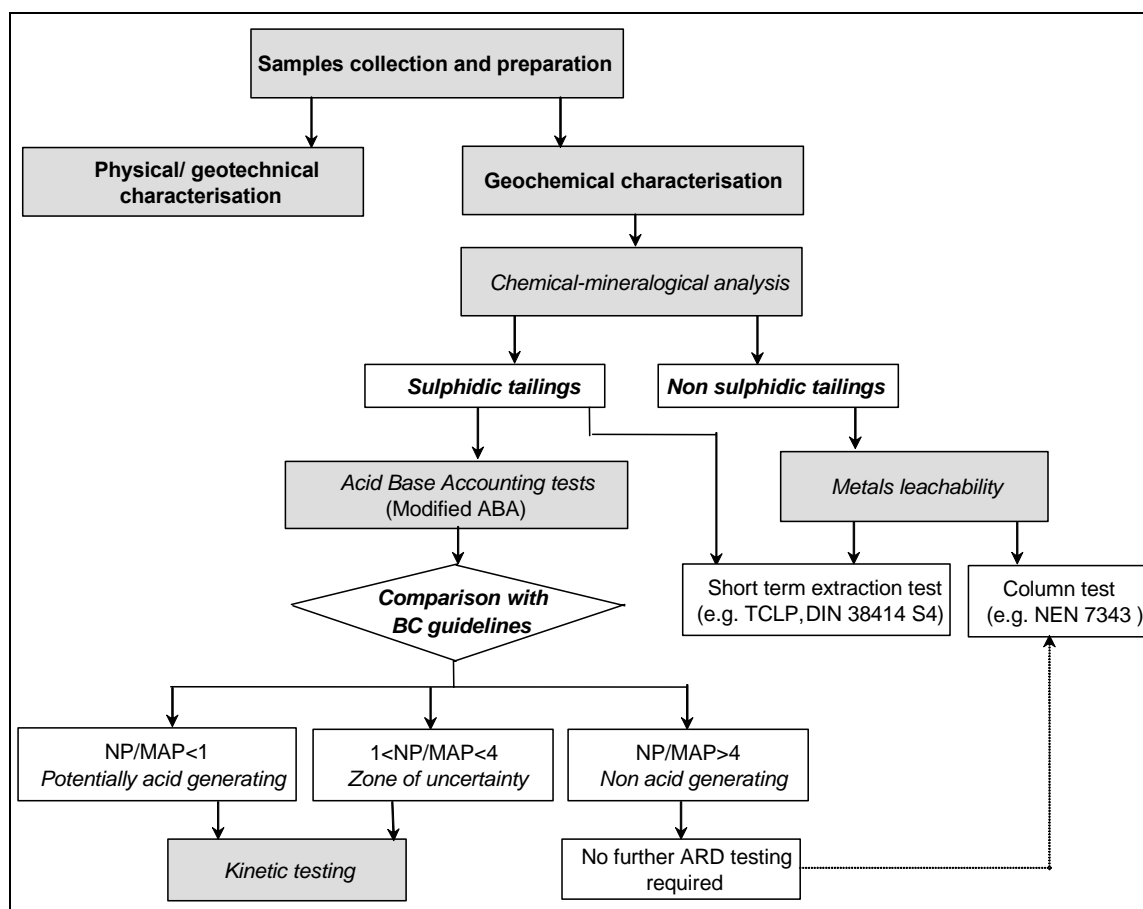 Samples collection and preparation
Physical/ geotechnical
characterisation
Geochemical characterisation
Chemical-mineralogical analysis
Sulphidic tailings
Non sulphidic tailings
Acid Base Accounting tests
(Modified ABA)
Metals leachability
Comparison with
BC guidelines
Short term extraction test
(e.g. TCLP, DIN 38414 S4)
Column test
(e.g. NEN 7343 )
NP/MAP<1
Potentially acid generating
1<NP/MAP<4
Zone of uncertainty
NP/MAP>4
Non acid generating
Kinetic testing
No further ARD testing
required